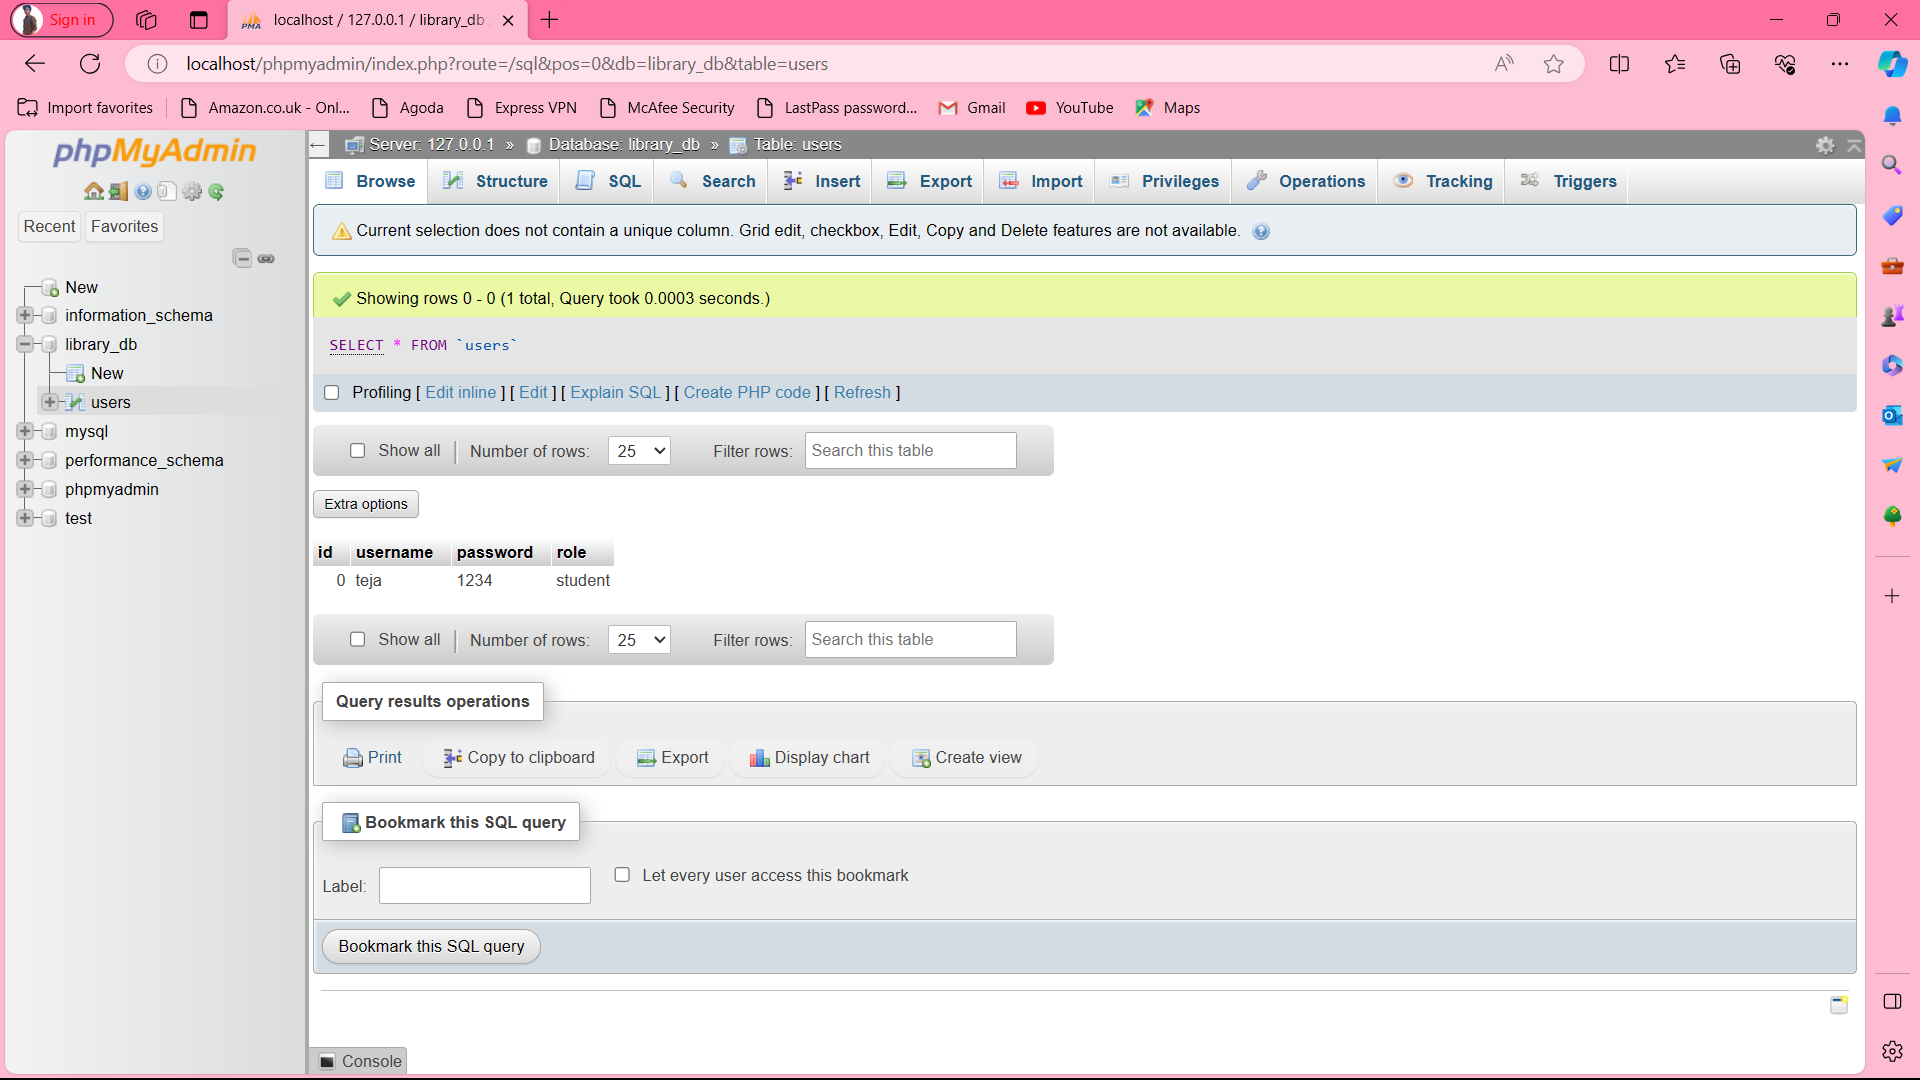 Sign in
localhost / 127.0.0.1 / library_db
localhost/phpmyadmin/index.php?route=/sql&pos=0&db=library_db&table=users
Import favorites
Amazon.co.uk - Onl...
Agoda
Express VPN
McAfee Security
LastPass password...
Gmail
YouTube
Maps
phpMyAdmin
Recent
Favorites
New
information_schema
library_db
New
users
mysql
performance_schema
phpmyadmin
test
Server: 127.0.0.1 » Database: library_db » Table: users
Browse
Structure
SQL
Search
Insert
Export
Import
Privileges
Operations
Tracking
Triggers
Current selection does not contain a unique column. Grid edit, checkbox, Edit, Copy and Delete features are not available.
Showing rows 0 - 0 (1 total, Query took 0.0003 seconds.)
SELECT * FROM `users`
Profiling [ Edit inline ] [ Edit ] [ Explain SQL ] [ Create PHP code ] [ Refresh ]
Show all | Number of rows: 25 Filter rows: Search this table
Extra options
id username password role
0 teja 1234 student
Show all | Number of rows: 25 Filter rows: Search this table
Query results operations
Print
Copy to clipboard
Export
Display chart
Create view
Bookmark this SQL query
Label:
Let every user access this bookmark
Bookmark this SQL query
Console